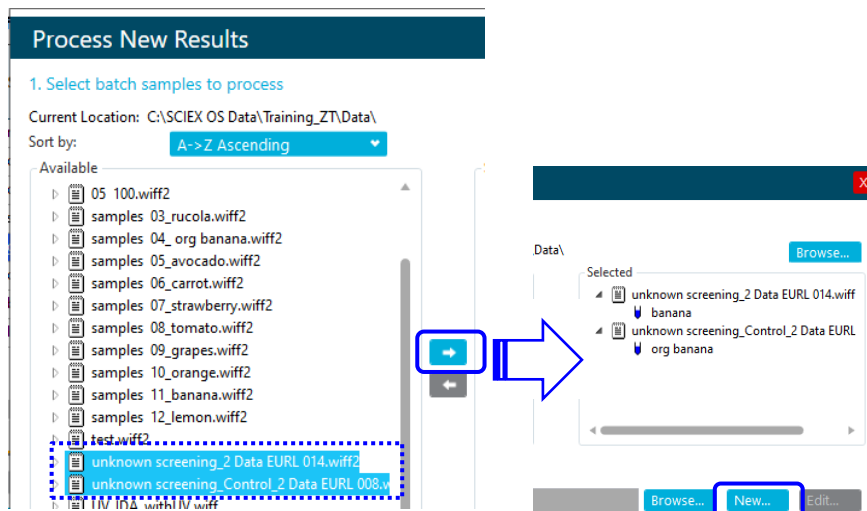 Process New Results
1. Select batch samples to process
Current Location: C:\SCIEX OS Data\Training_ZT\Data\
Sort by:
A->Z Ascending
Available
05 100.wiff2
samples 03_rucola.wiff2
samples 04_ org banana.wiff2
samples 05_avocado.wiff2
samples 06_carrot.wiff2
samples 07_strawberry.wiff2
samples 08_tomato.wiff2
samples 09_grapes.wiff2
samples 10_orange.wiff2
samples 11_banana.wiff2
samples 12_lemon.wiff2
test.wiff2
unknown screening_2 Data EURL 014.wiff2
unknown screening_Control_2 Data EURL 008.w
UV IDA withUV.wiff
X
Data\
Browse...
Selected
unknown screening_2 Data EURL 014.wiff
banana
unknown screening_Control_2 Data EURL
org banana
Browse...
New...
Edit...